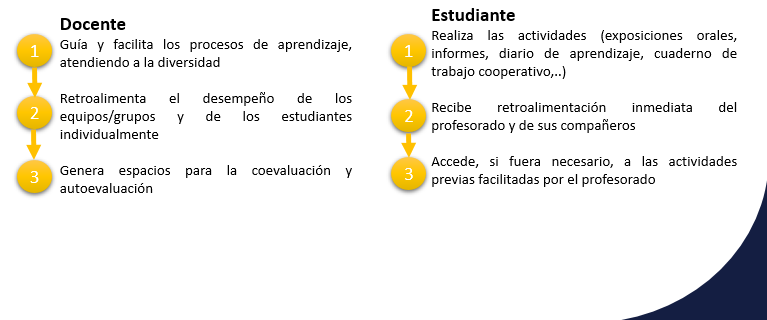 Docente
1
Guía y facilita los procesos de aprendizaje,
atendiendo a la diversidad
2
Retroalimenta el desempeño de los
equipos/grupos y de los estudiantes
individualmente
3
Genera espacios para la coevaluación y
autoevaluación
Estudiante
1
Realiza las actividades (exposiciones orales,
informes, diario de aprendizaje, cuaderno de
trabajo cooperativo,..)
2
Recibe retroalimentación inmediata del
profesorado y de sus compañeros
3
Accede, si fuera necesario, a las actividades
previas facilitadas por el profesorado